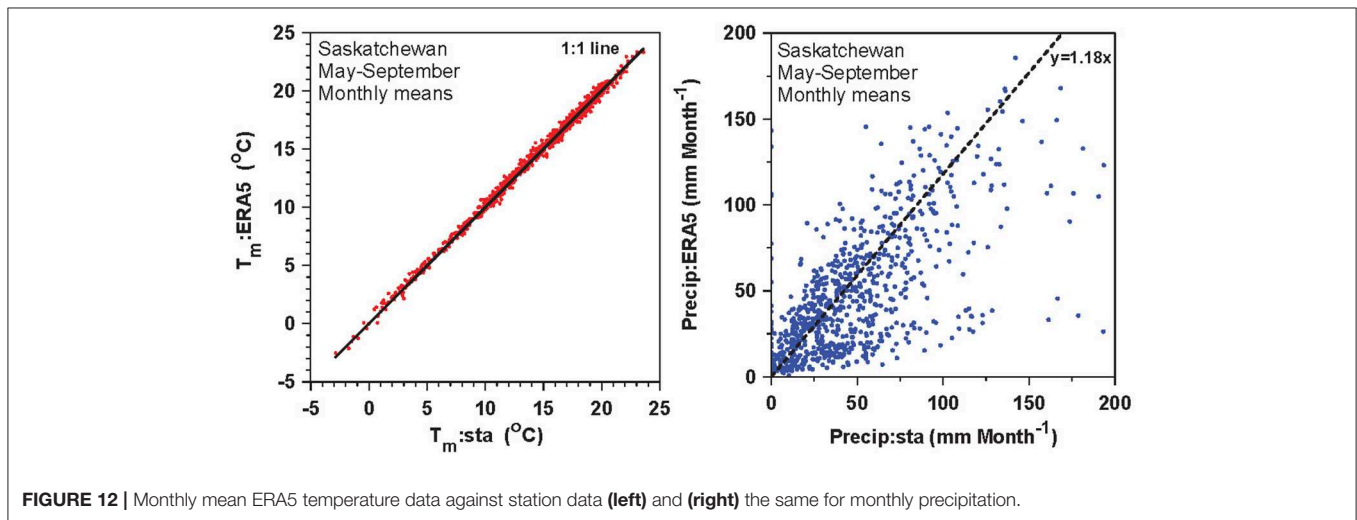 25
20
15
10
5
0
-5
-5 0 5 10 15 20 25
Tm:ERA5 (°C)
Tm:sta (°C)
Saskatchewan
May-September
Monthly means
1:1 line
200
150
100
50
0
0 50 100 150 200
Precip:ERA5 (mm Month-1)
Precip:sta (mm Month-1)
Saskatchewan
May-September
Monthly means
y=1.18x
FIGURE 12 | Monthly mean ERA5 temperature data against station data (left) and (right) the same for monthly precipitation.